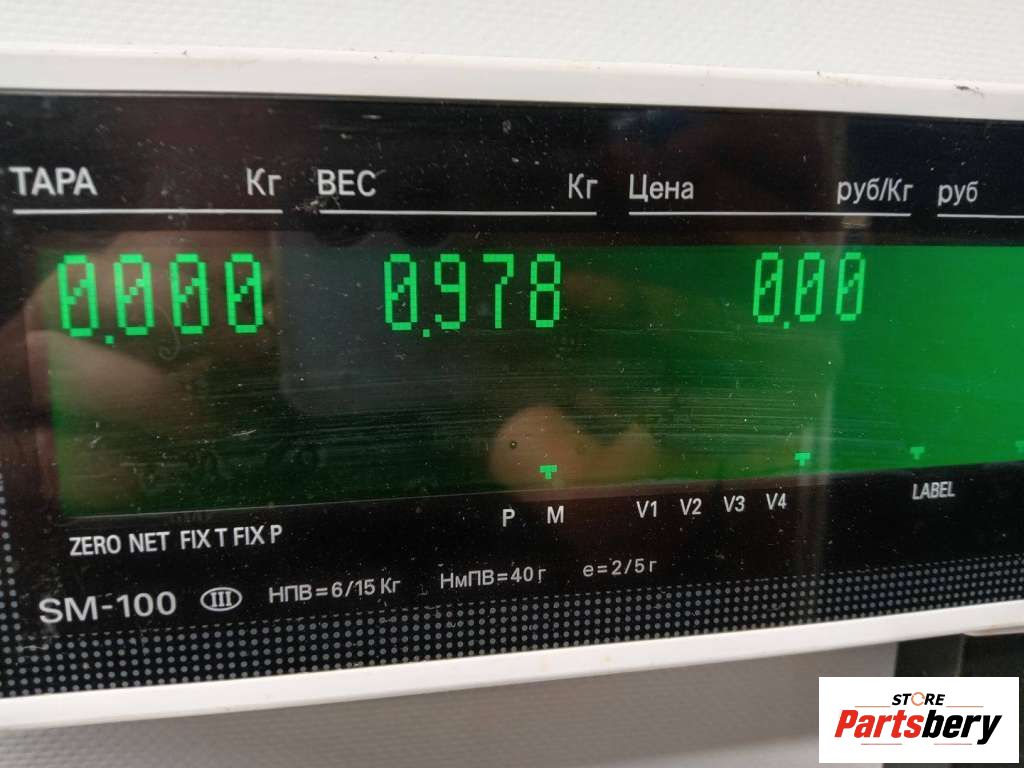 ТАРА Кг ВЕС Кг Цена руб/Кг руб
0.000 0.978 0.00
P M V1 V2 V3 V4 LABEL
ZERO NET FIX T FIX P
SM-100 III НПВ=6/15 Кг НмПВ=40 г e=2/5 г
STORE
Partsbery